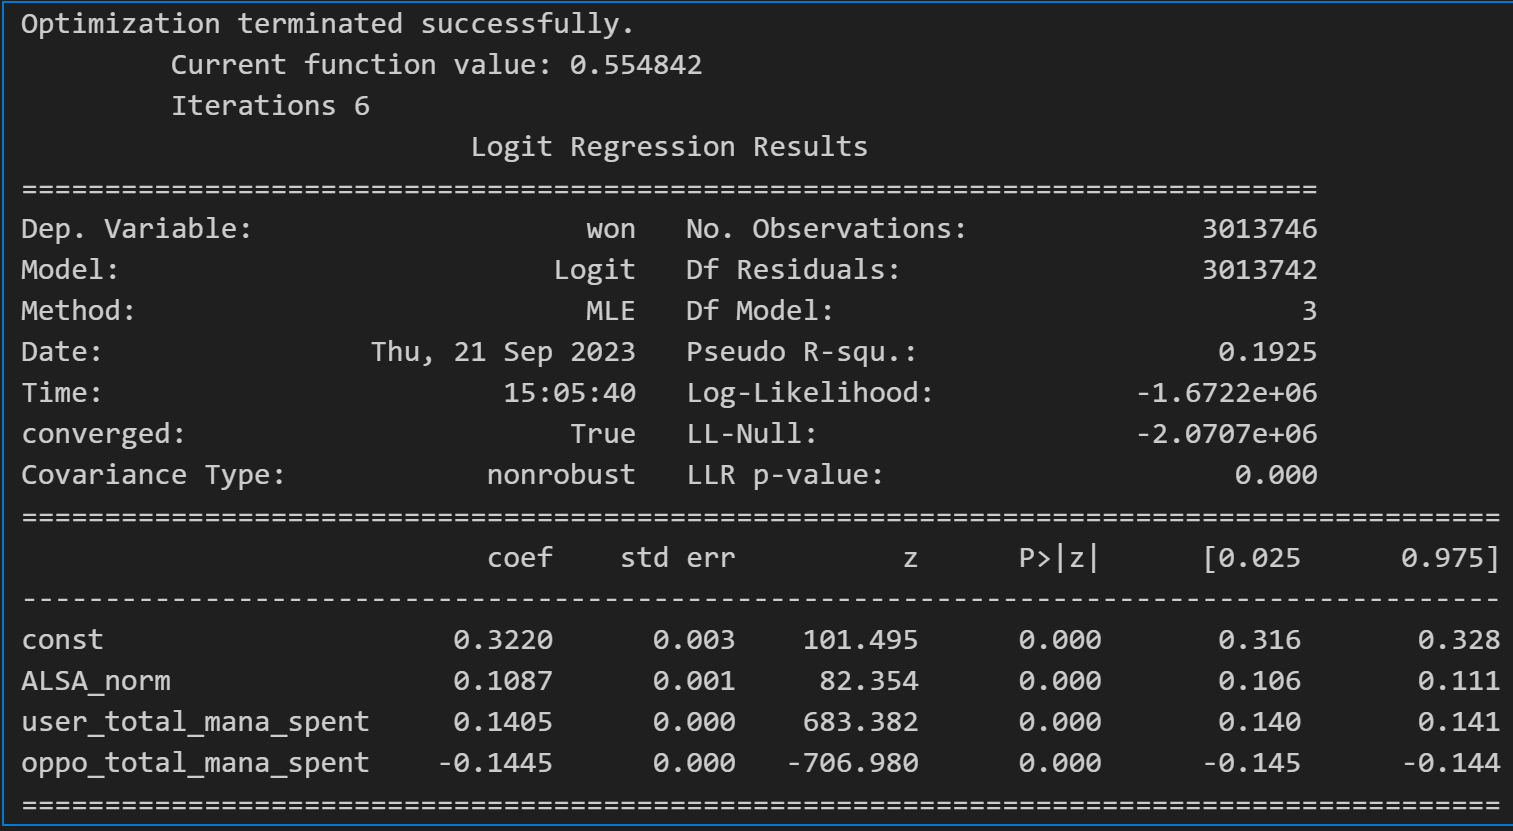 Optimization terminated successfully.
         Current function value: 0.554842
         Iterations 6
                           Logit Regression Results
==============================================================================
Dep. Variable:                    won   No. Observations:              3013746
Model:                          Logit   Df Residuals:                  3013742
Method:                           MLE   Df Model:                            3
Date:                Thu, 21 Sep 2023   Pseudo R-squ.:                  0.1925
Time:                        15:05:40   Log-Likelihood:            -1.6722e+06
converged:                       True   LL-Null:                   -2.0707e+06
Covariance Type:            nonrobust   LLR p-value:                     0.000
=========================================================================================
                            coef    std err          z      P>|z|      [0.025      0.975]
-----------------------------------------------------------------------------------------
const                     0.3220      0.003    101.495      0.000       0.316       0.328
ALSA_norm                 0.1087      0.001     82.354      0.000       0.106       0.111
user_total_mana_spent     0.1405      0.000    683.382      0.000       0.140       0.141
oppo_total_mana_spent    -0.1445      0.000   -706.980      0.000      -0.145      -0.144
=========================================================================================